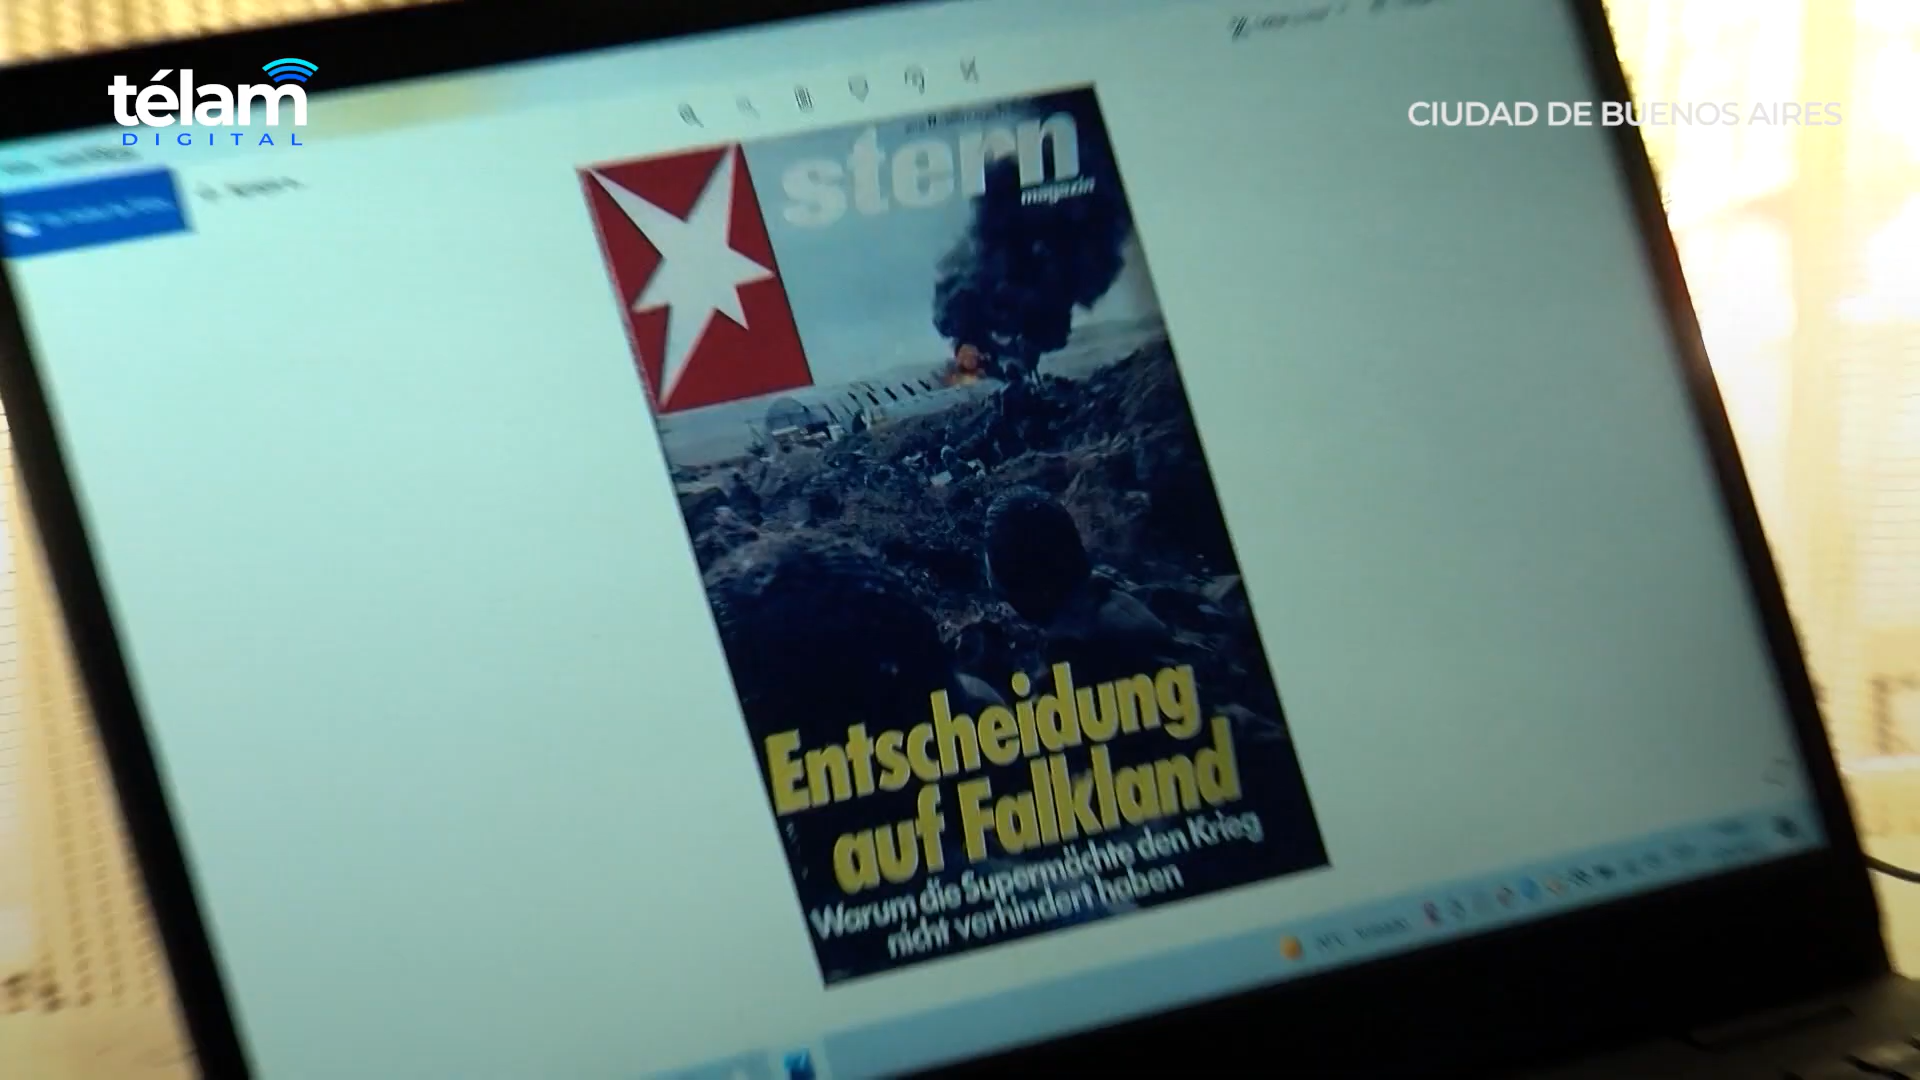 télam
DIGITAL
CIUDAD DE BUENOS AIRES
stern
magazin
Entscheidung
auf Falkland
Warum die Supermächte den Krieg
nicht verhindert haben